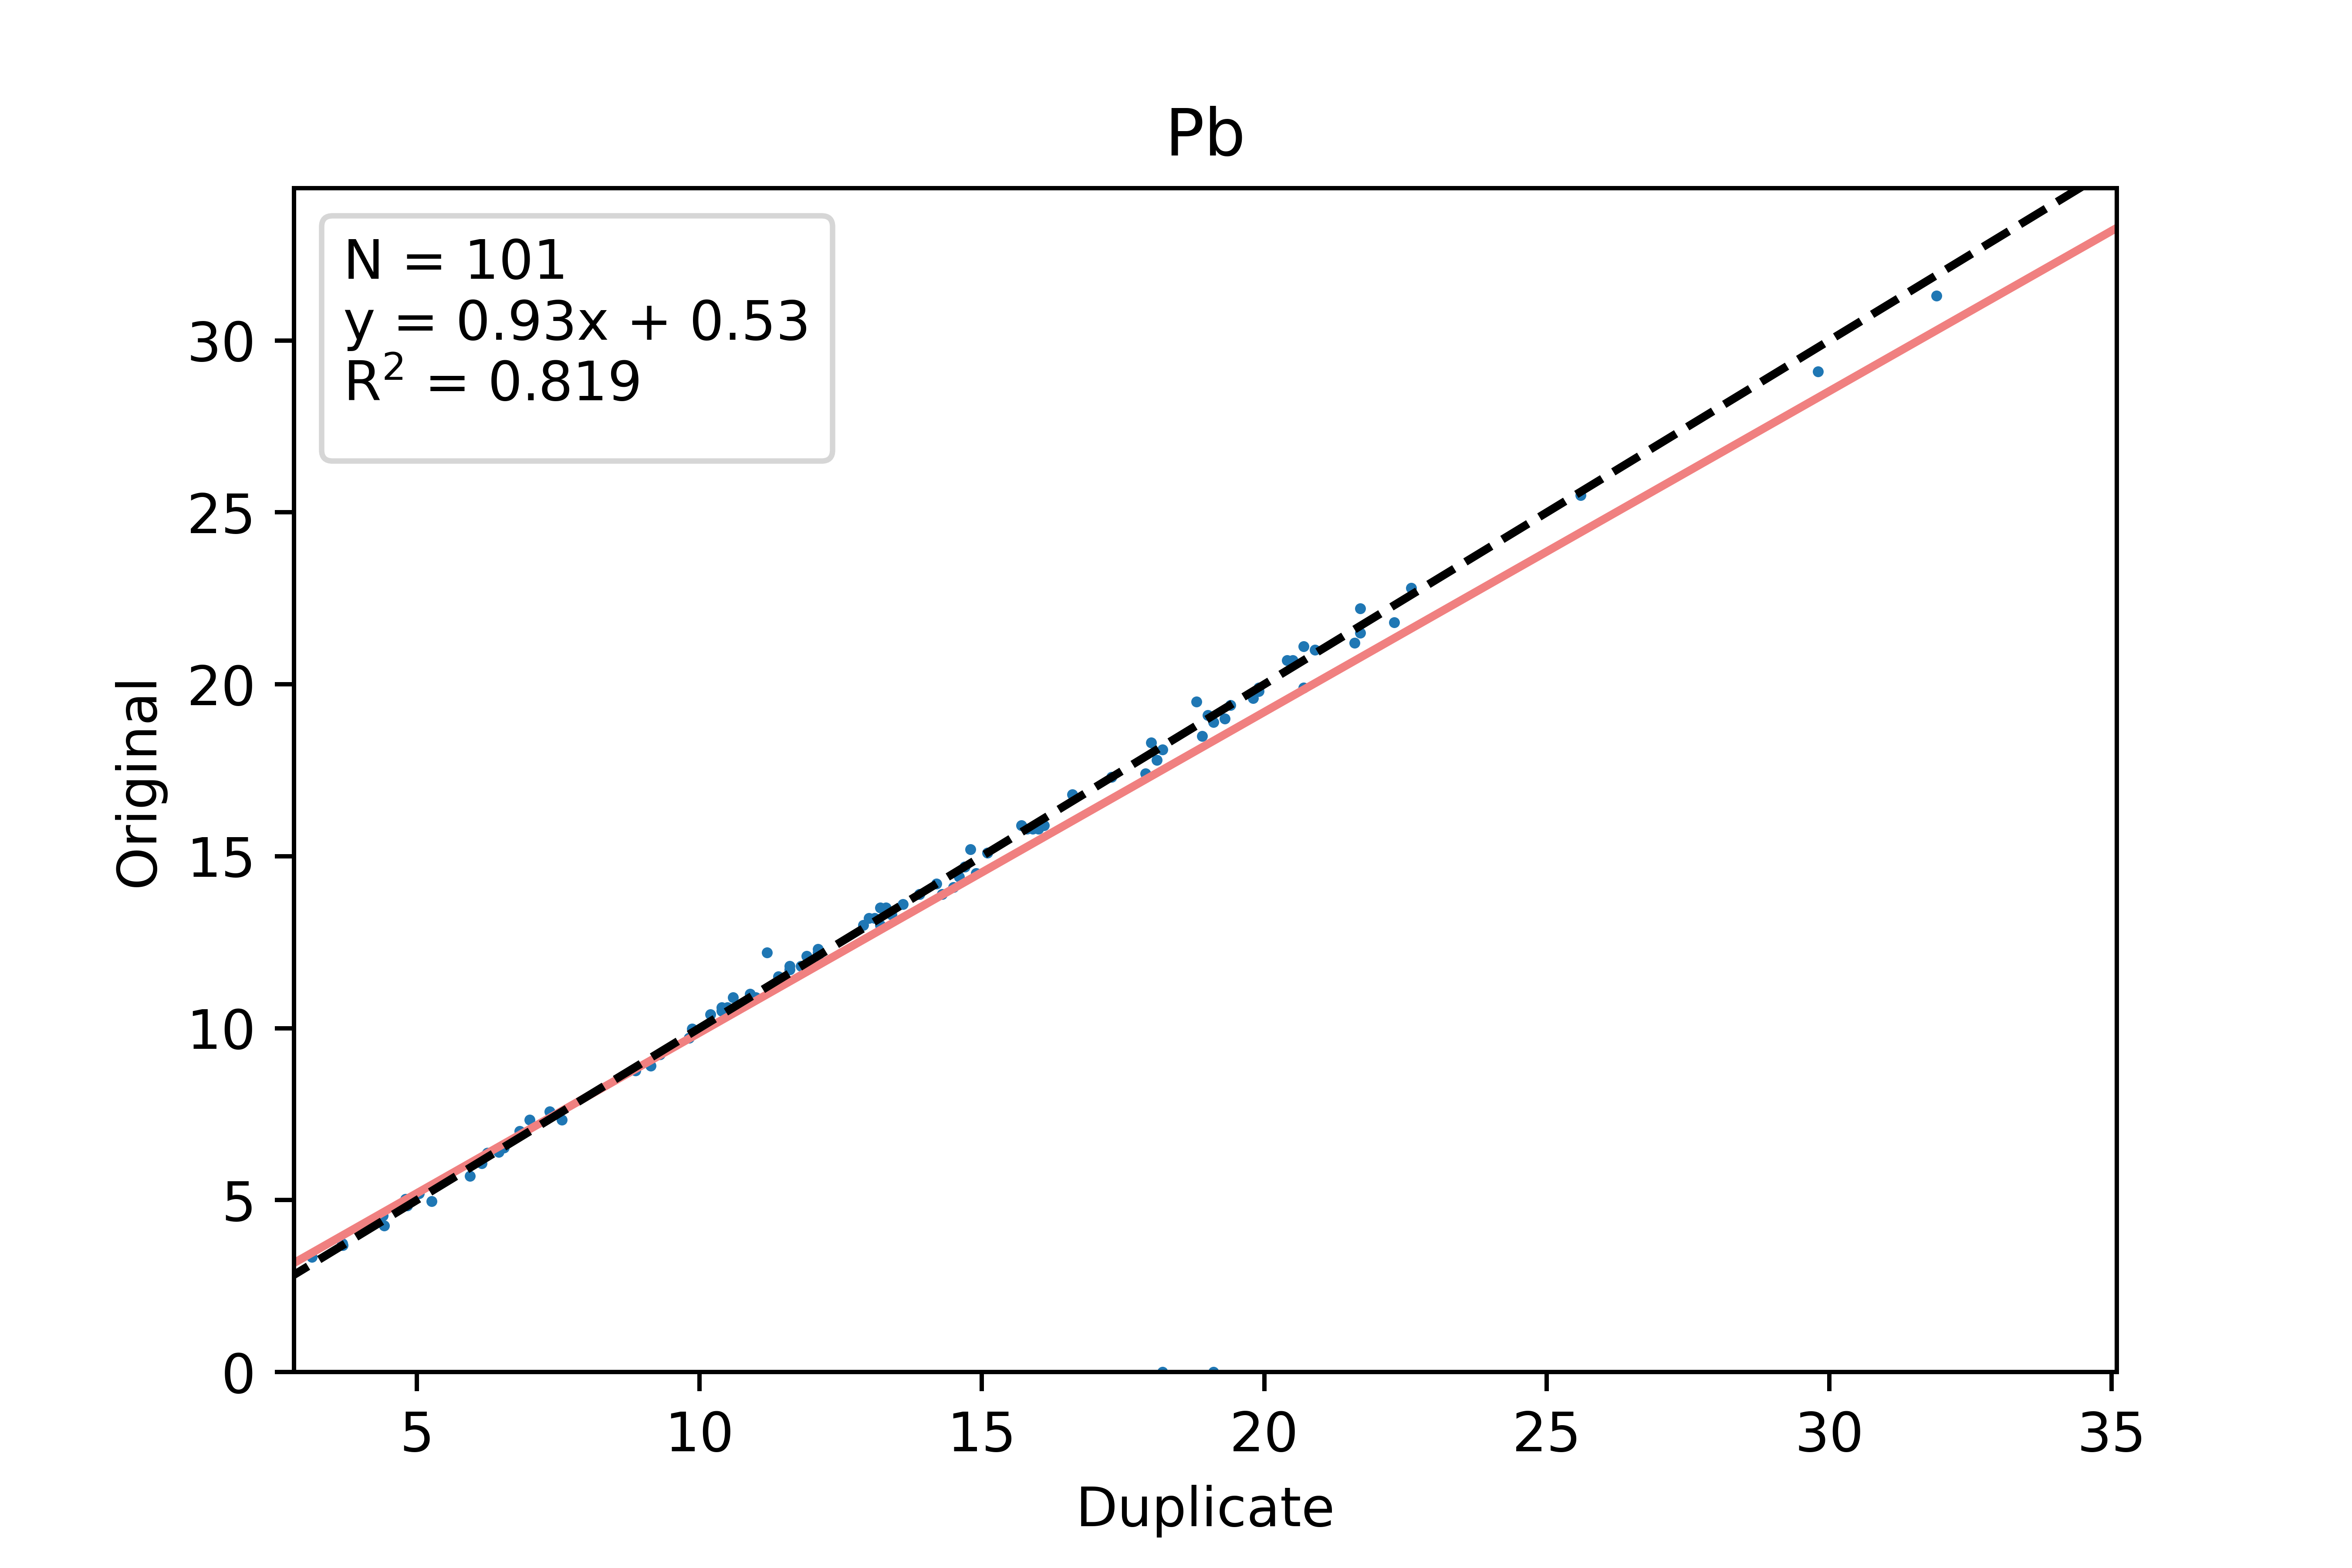 Pb
N = 101
y = 0.93x + 0.53
R² = 0.819
30
25
20
15
10
5
0
Original
5 10 15 20 25 30 35
Duplicate